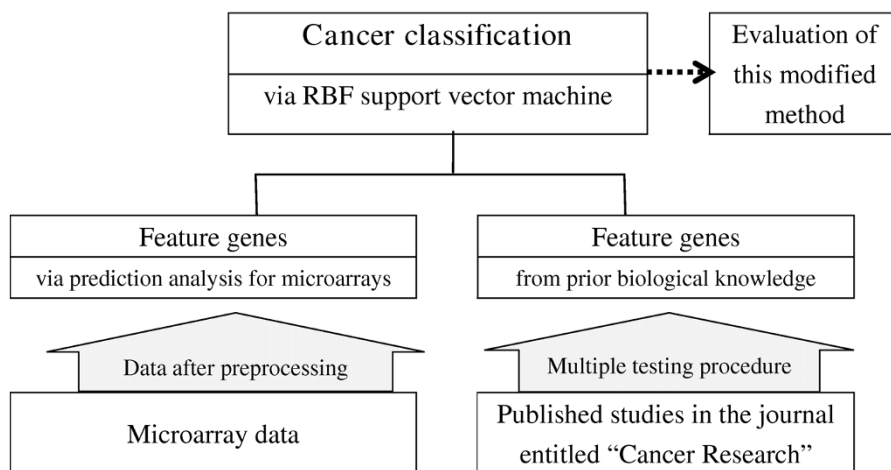 Cancer classification
via RBF support vector machine
Evaluation of
this modified
method
Feature genes
via prediction analysis for microarrays
Feature genes
from prior biological knowledge
Data after preprocessing
Multiple testing procedure
Microarray data
Published studies in the journal
entitled “Cancer Research”